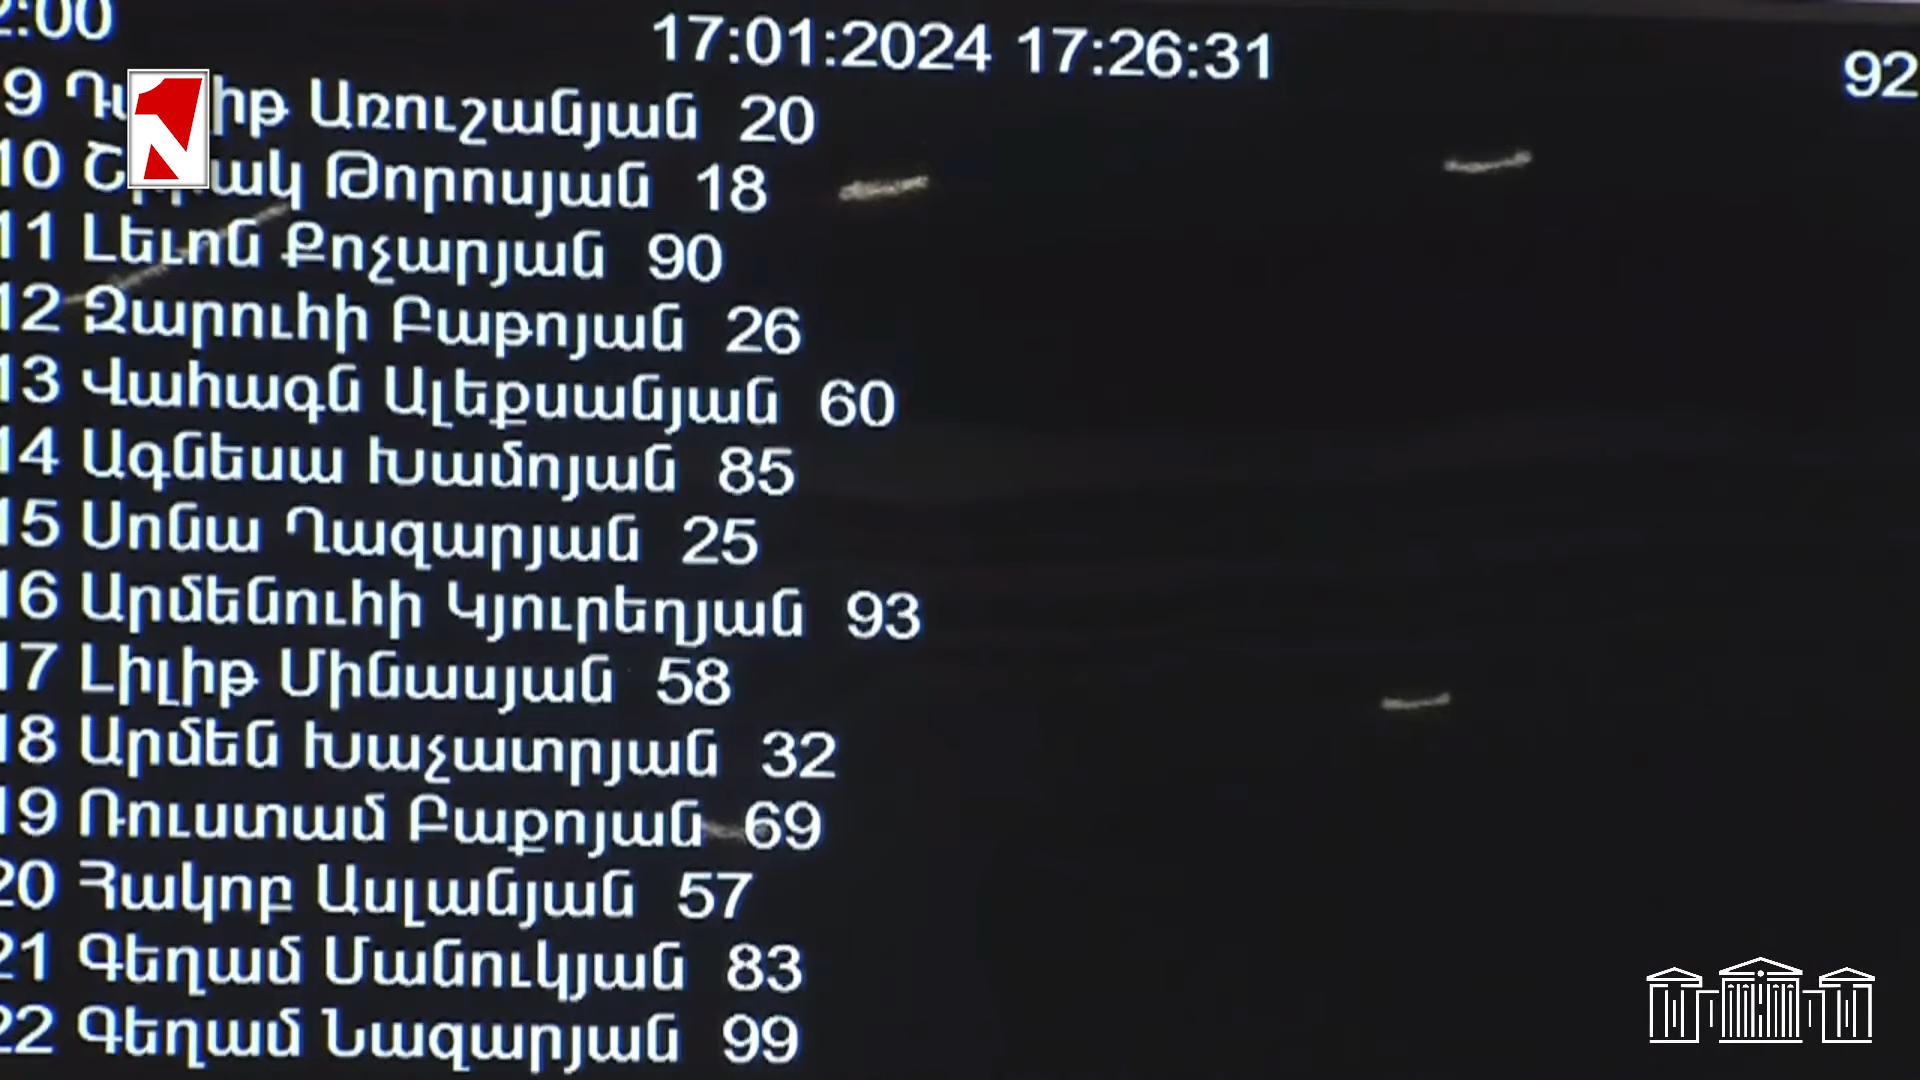 2:00
17:01:2024 17:26:31
92
9 Առուշանյան 20
10 Թորոսյան 18
11 Լեւոն Քոչարյան 90
12 Զարուհի Բաթոյան 26
13 Վահագն Ալեքսանյան 60
14 Ագնեսա Խամոյան 85
15 Սոնա Ղազարյան 25
16 Արմենուհի Կյուրեղյան 93
17 Լիլիթ Մինասյան 58
18 Արմեն Խաչատրյան 32
19 Ռուստամ Բաքոյան 69
20 Հակոբ Ասլանյան 57
21 Գեղամ Մանուկյան 83
22 Գեղամ Նազարյան 99